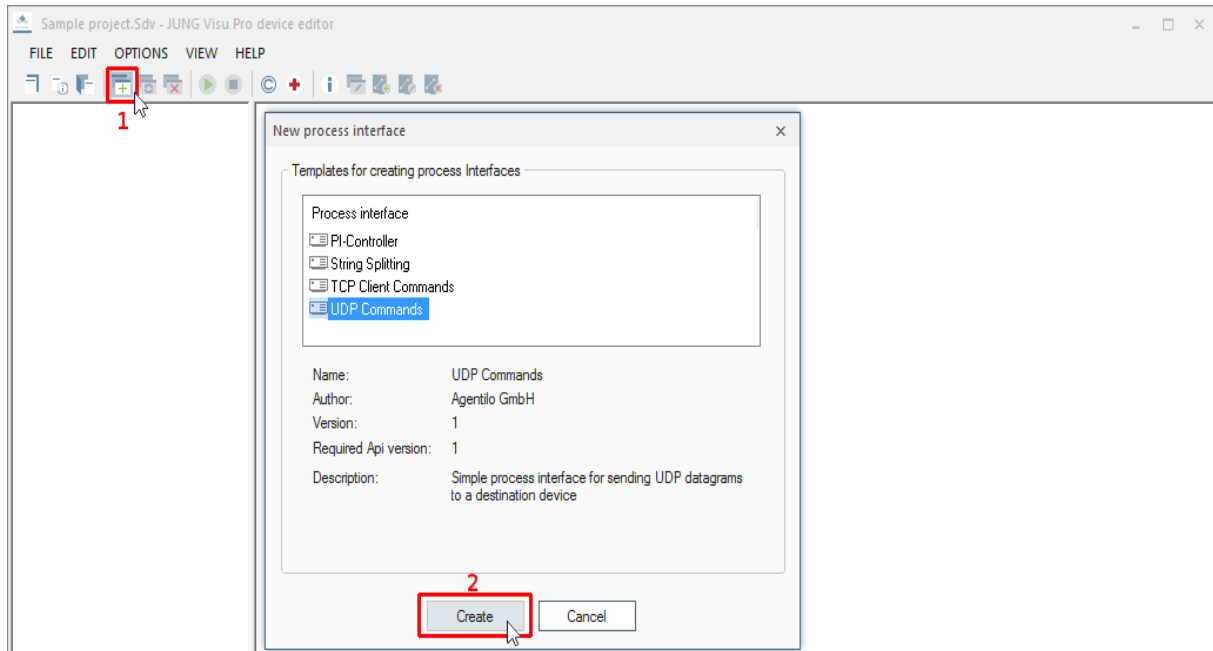 Sample project.Sdv - JUNG Visu Pro device editor
FILE EDIT OPTIONS VIEW HELP
1
New process interface
Templates for creating process Interfaces
Process interface
PI-Controller
String Splitting
TCP Client Commands
UDP Commands
Name: UDP Commands
Author: Agentilo GmbH
Version: 1
Required Api version: 1
Description: Simple process interface for sending UDP datagrams
to a destination device
2
Create Cancel